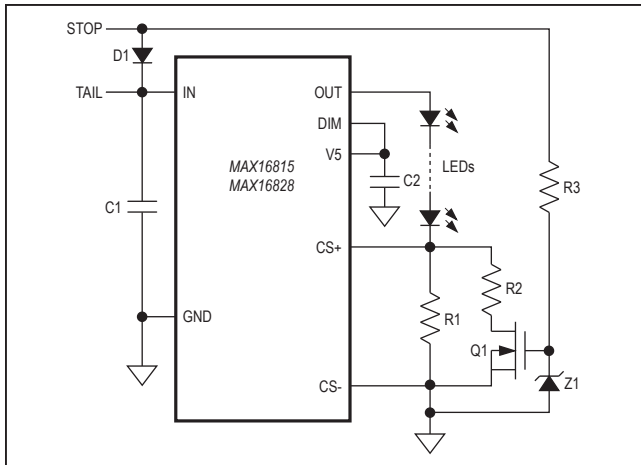 STOP
D1
TAIL
IN
OUT
DIM
V5
MAX16815
MAX16828
LEDs
C2
R3
C1
CS+
R2
GND
R1
Q1
Z1
CS-